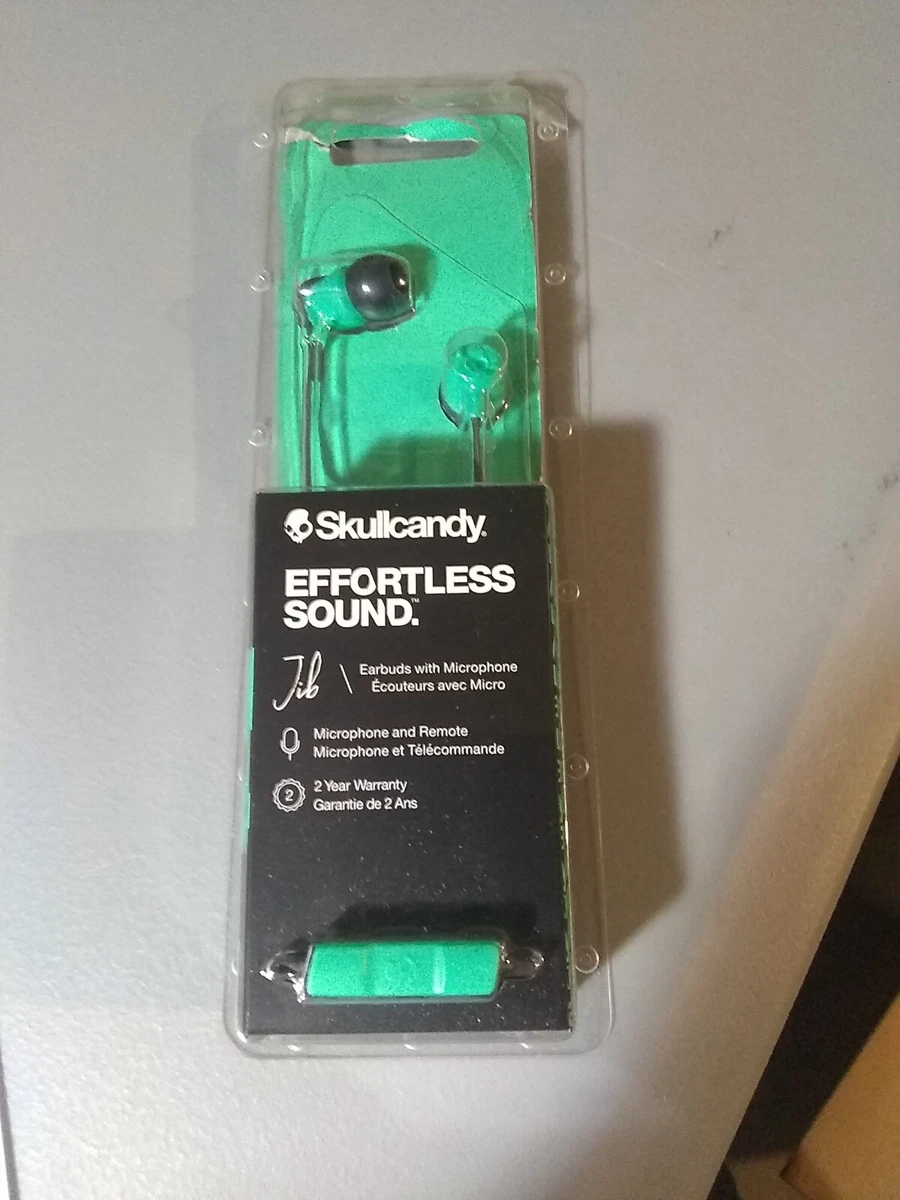 Skullcandy.
EFFORTLESS
SOUND.™
Jib \ Earbuds with Microphone
Écouteurs avec Micro
Microphone and Remote
Microphone et Télécommande
2 2 Year Warranty
Garantie de 2 Ans